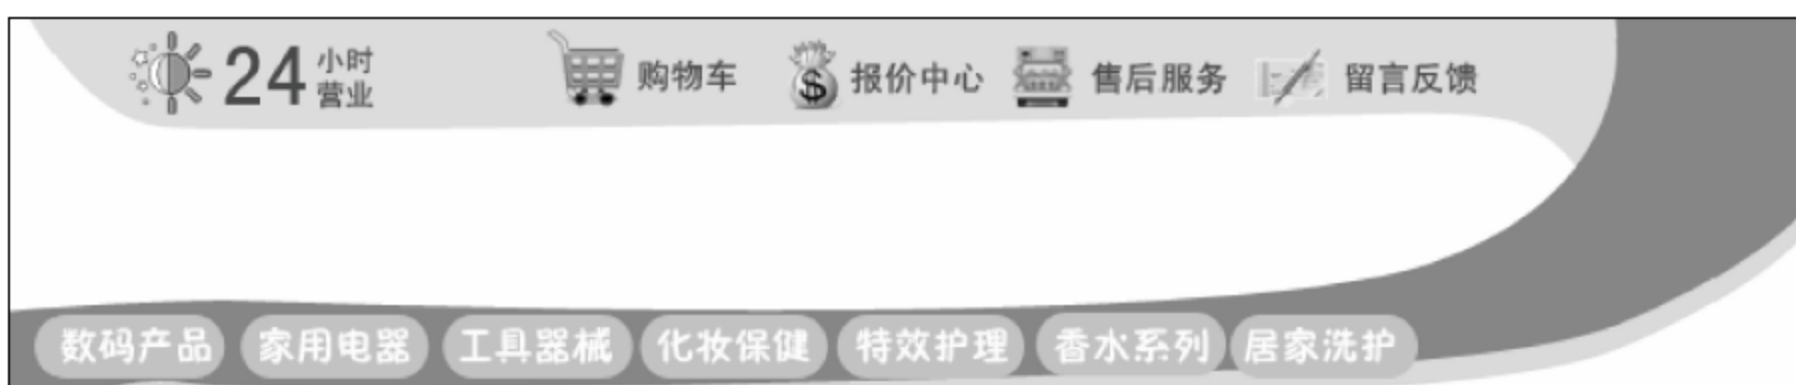 24 小时营业 购物车 报价中心 售后服务 留言反馈
数码产品 家用电器 工具器械 化妆保健 特效护理 香水系列 居家洗护